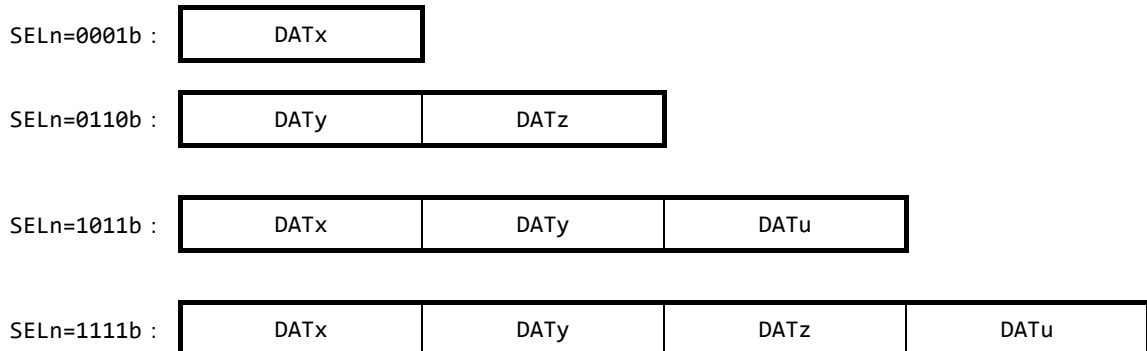 SELn=0001b : DATx
SELn=0110b : DATy DATz
SELn=1011b : DATx DATy DATu
SELn=1111b : DATx DATy DATz DATu